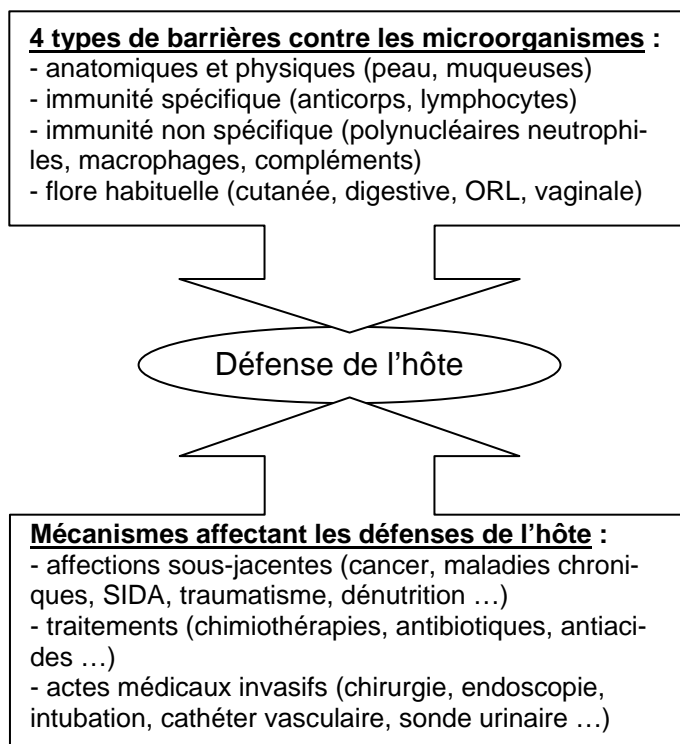 4 types de barrières contre les microorganismes :
- anatomiques et physiques (peau, muqueuses)
- immunité spécifique (anticorps, lymphocytes)
- immunité non spécifique (polynucléaires neutrophi-
les, macrophages, compléments)
- flore habituelle (cutanée, digestive, ORL, vaginale)
Défense de l’hôte
Mécanismes affectant les défenses de l’hôte :
- affections sous-jacentes (cancer, maladies chroni-
ques, SIDA, traumatisme, dénutrition …)
- traitements (chimiothérapies, antibiotiques, antiaci-
des …)
- actes médicaux invasifs (chirurgie, endoscopie,
intubation, cathéter vasculaire, sonde urinaire …)